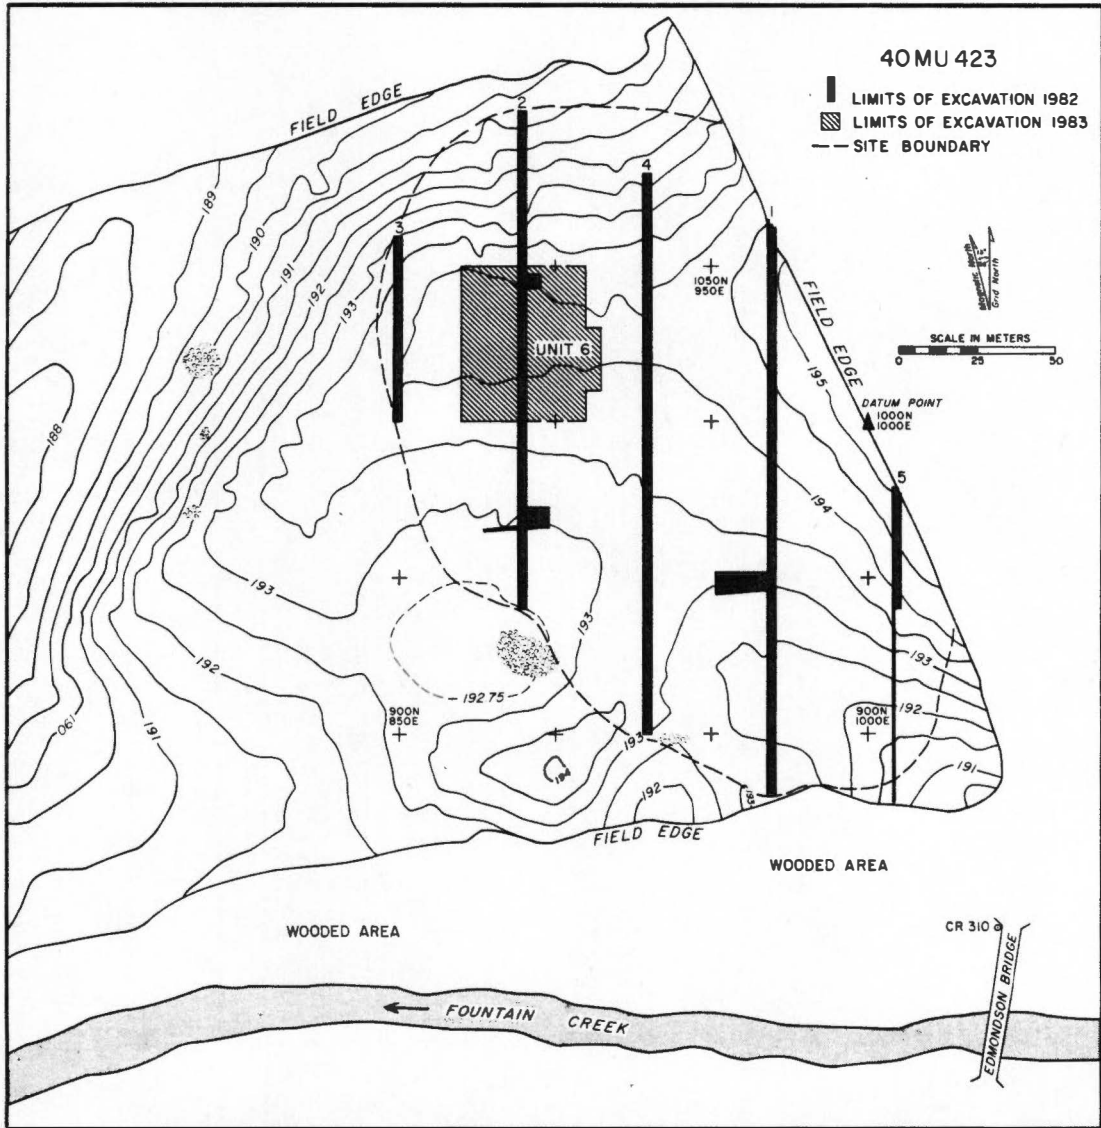 40MU423
LIMITS OF EXCAVATION 1982
LIMITS OF EXCAVATION 1983
SITE BOUNDARY
FIELD EDGE
2
4
3
1
189
190
191
192
193
1050N
950E
Magnetic North
Grid North
FIELD EDGE
SCALE IN METERS
0
25
50
UNIT 6
195
DATUM POINT
1000N
1000E
188
5
194
193
193
193
192
192.75
900N
850E
900N
1000E
192
190
191
193
194
192
193
191
FIELD EDGE
WOODED AREA
WOODED AREA
CR 310
FOUNTAIN CREEK
EDMONDSON BRIDGE